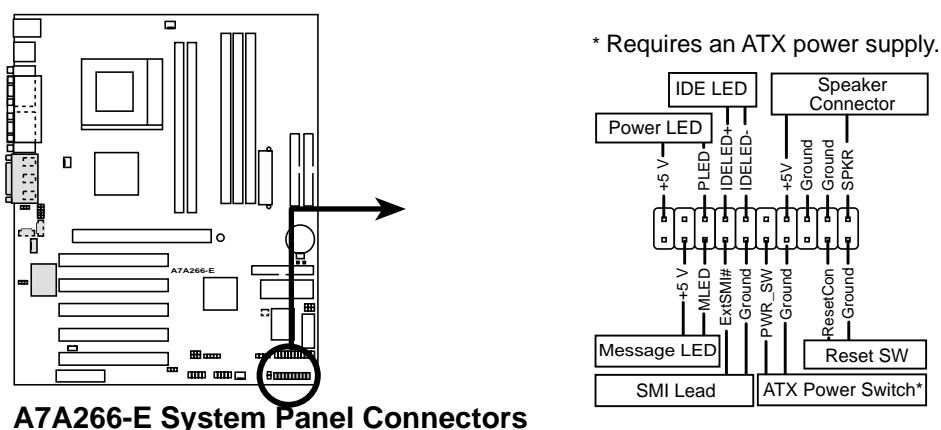 * Requires an ATX power supply.
IDE LED
Speaker
Connector
Power LED
+5 V
PLED
IDELED+
IDELED-
+5V
Ground
Ground
SPKR
A7A266-E
+5 V
MLED
ExtSMI#
Ground
PWR_SW
Ground
ResetCon
Ground
Message LED
Reset SW
SMI Lead
ATX Power Switch*
A7A266-E System Panel Connectors